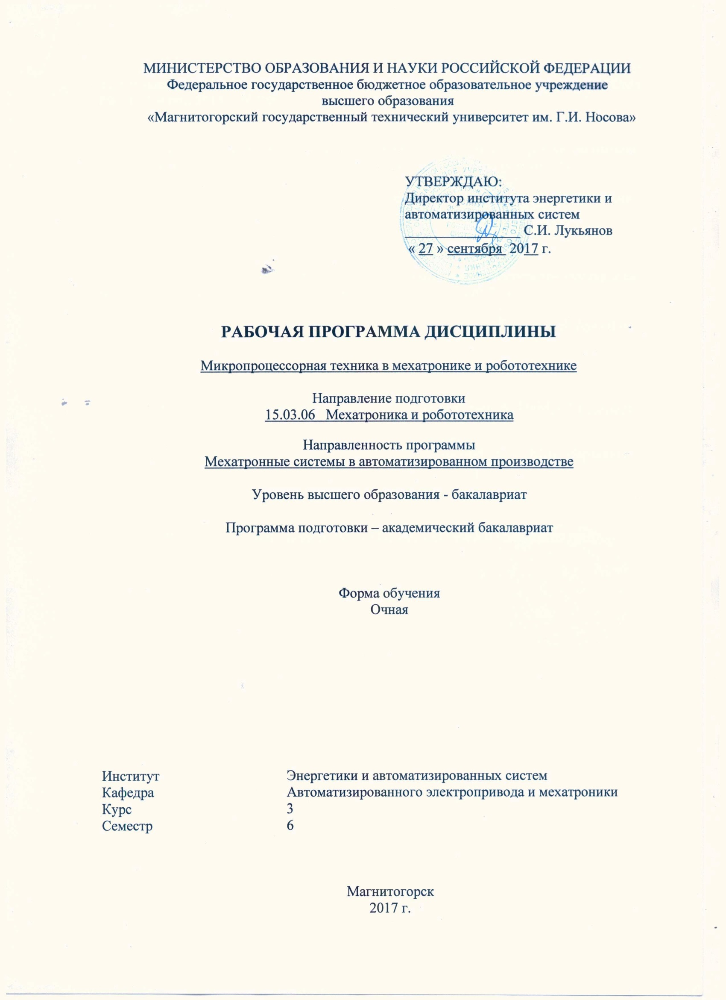 МИНИСТЕРСТВО ОБРАЗОВАНИЯ И НАУКИ РОССИЙСКОЙ ФЕДЕРАЦИИ
Федеральное государственное бюджетное образовательное учреждение
высшего образования
«Магнитогорский государственный технический университет им. Г.И. Носова»
УТВЕРЖДАЮ:
Директор института энергетики и
автоматизированных систем
С.И. Лукьянов
« 27 » сентября 2017 г.
РАБОЧАЯ ПРОГРАММА ДИСЦИПЛИНЫ
Микропроцессорная техника в мехатронике и робототехнике
Направление подготовки
15.03.06 Мехатроника и робототехника
Направленность программы
Мехатронные системы в автоматизированном производстве
Уровень высшего образования - бакалавриат
Программа подготовки – академический бакалавриат
Форма обучения
Очная
Институт Энергетики и автоматизированных систем
Кафедра Автоматизированного электропривода и мехатроники
Курс 3
Семестр 6
Магнитогорск
2017 г.